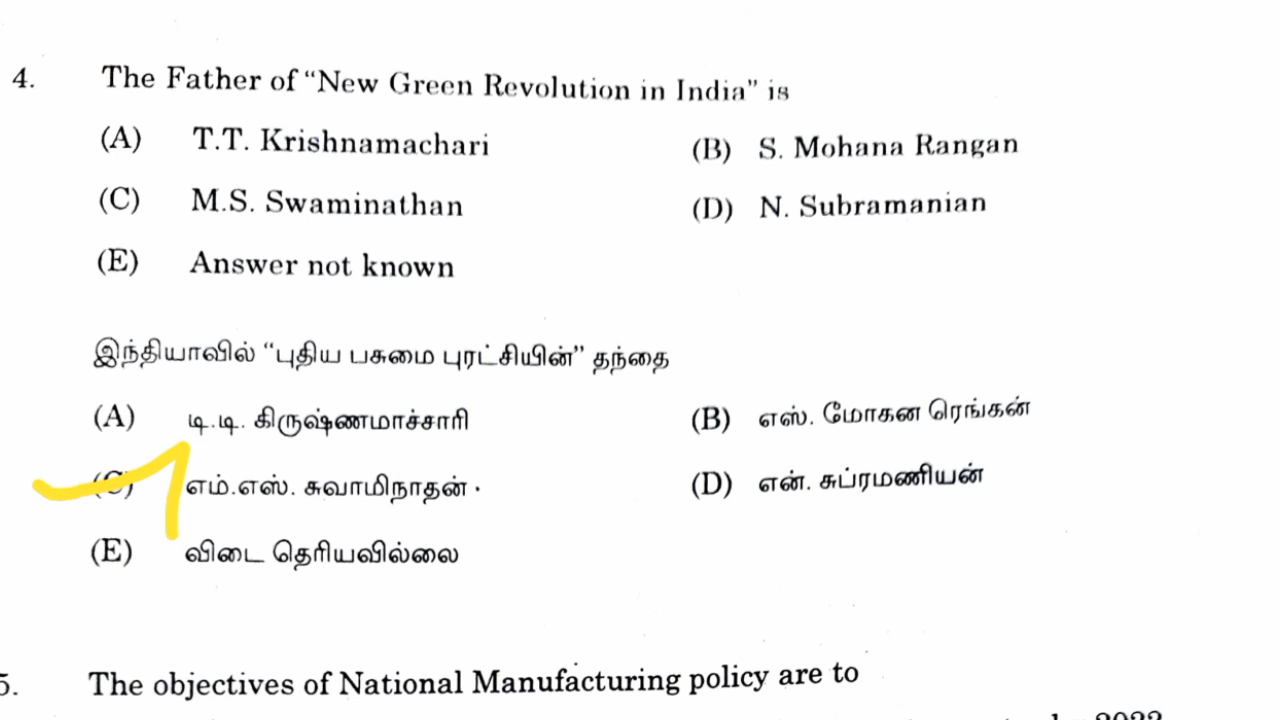 4. The Father of “New Green Revolution in India” is
(A) T.T. Krishnamachari (B) S. Mohana Rangan
(C) M.S. Swaminathan (D) N. Subramanian
(E) Answer not known
இந்தியாவில் “புதிய பசுமை புரட்சியின்” தந்தை
(A) டி.டி. கிருஷ்ணமாச்சாரி (B) எஸ். மோகன ரெங்கன்
(C) எம்.எஸ். சுவாமிநாதன் (D) என். சுப்ரமணியன்
(E) விடை தெரியவில்லை
5. The objectives of National Manufacturing policy are to
2022